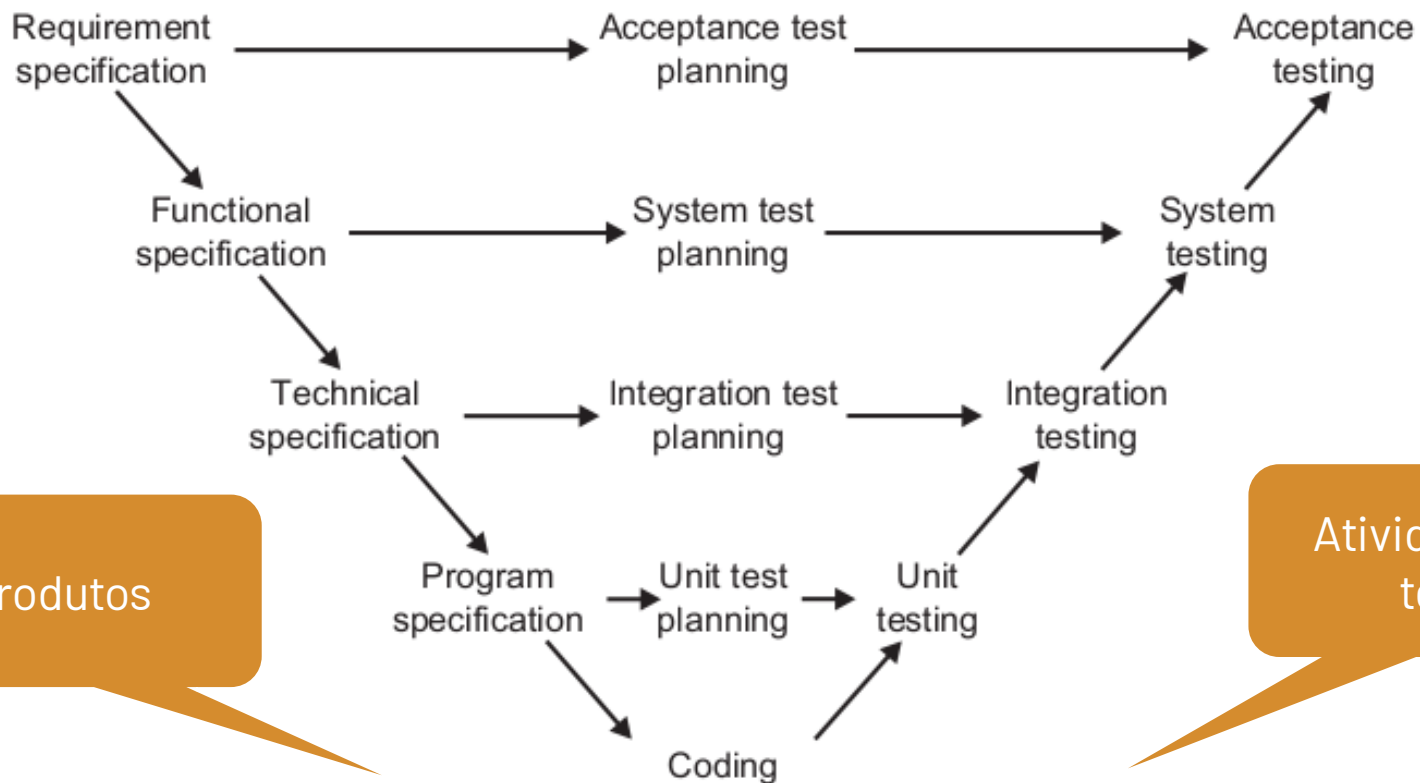 Requirement
specification
Acceptance test
planning
Acceptance
testing
Functional
specification
System test
planning
System
testing
Technical
specification
Integration test
planning
Integration
testing
Program
specification
Unit test
planning
Unit
testing
Coding
rodutos
Ativi
te